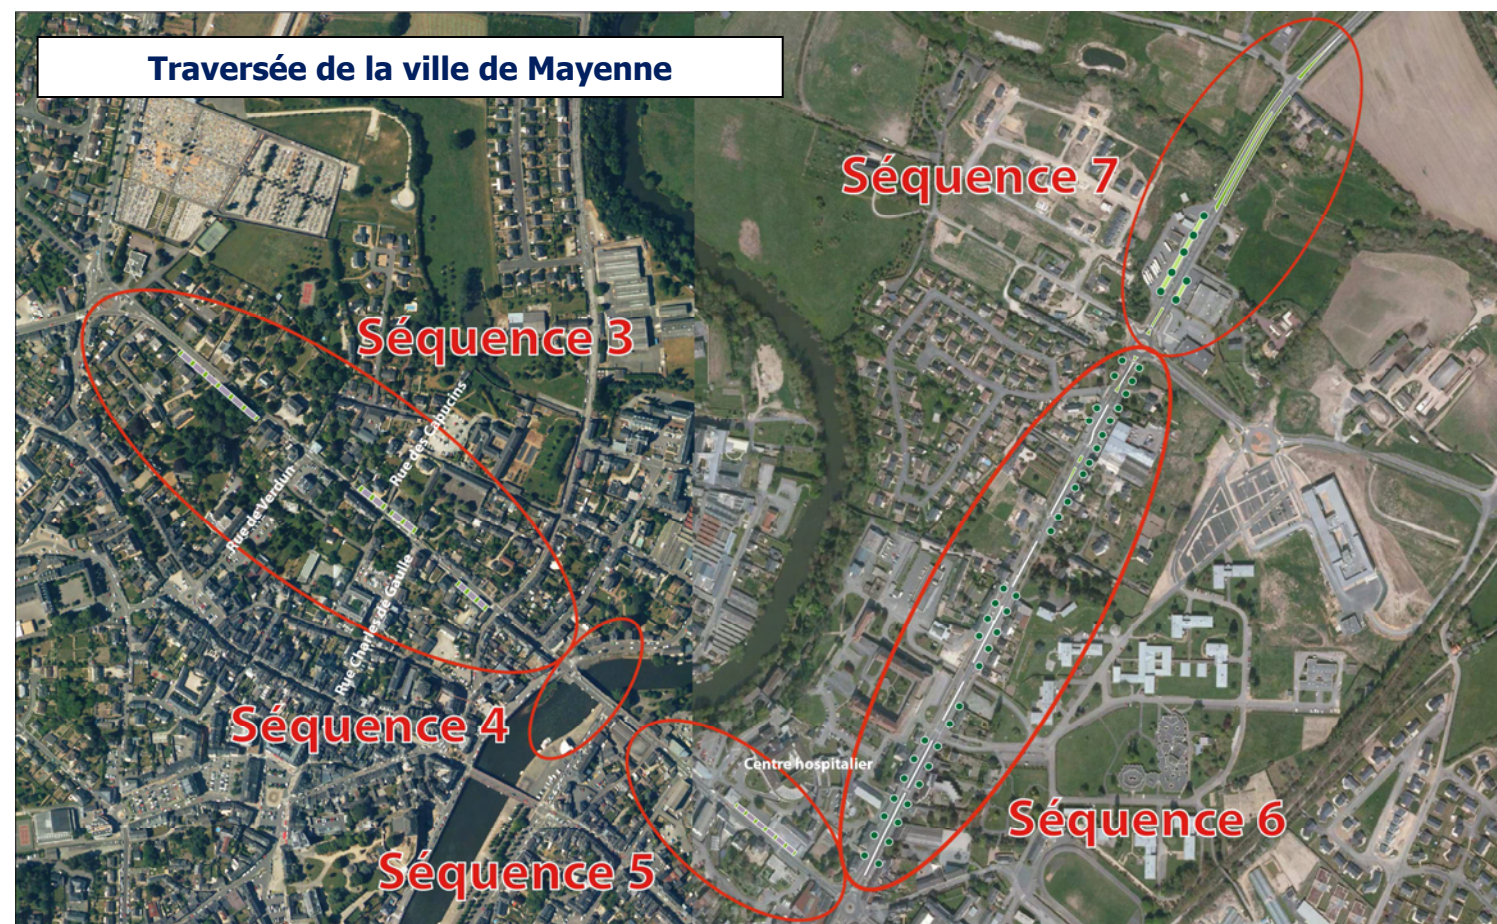 Traversée de la ville de Mayenne
Séquence 7
Séquence 3
Rue des Capucins
Rue de Verdun
Rue Charles de Gaulle
Séquence 4
Centre hospitalier
Séquence 6
Séquence 5